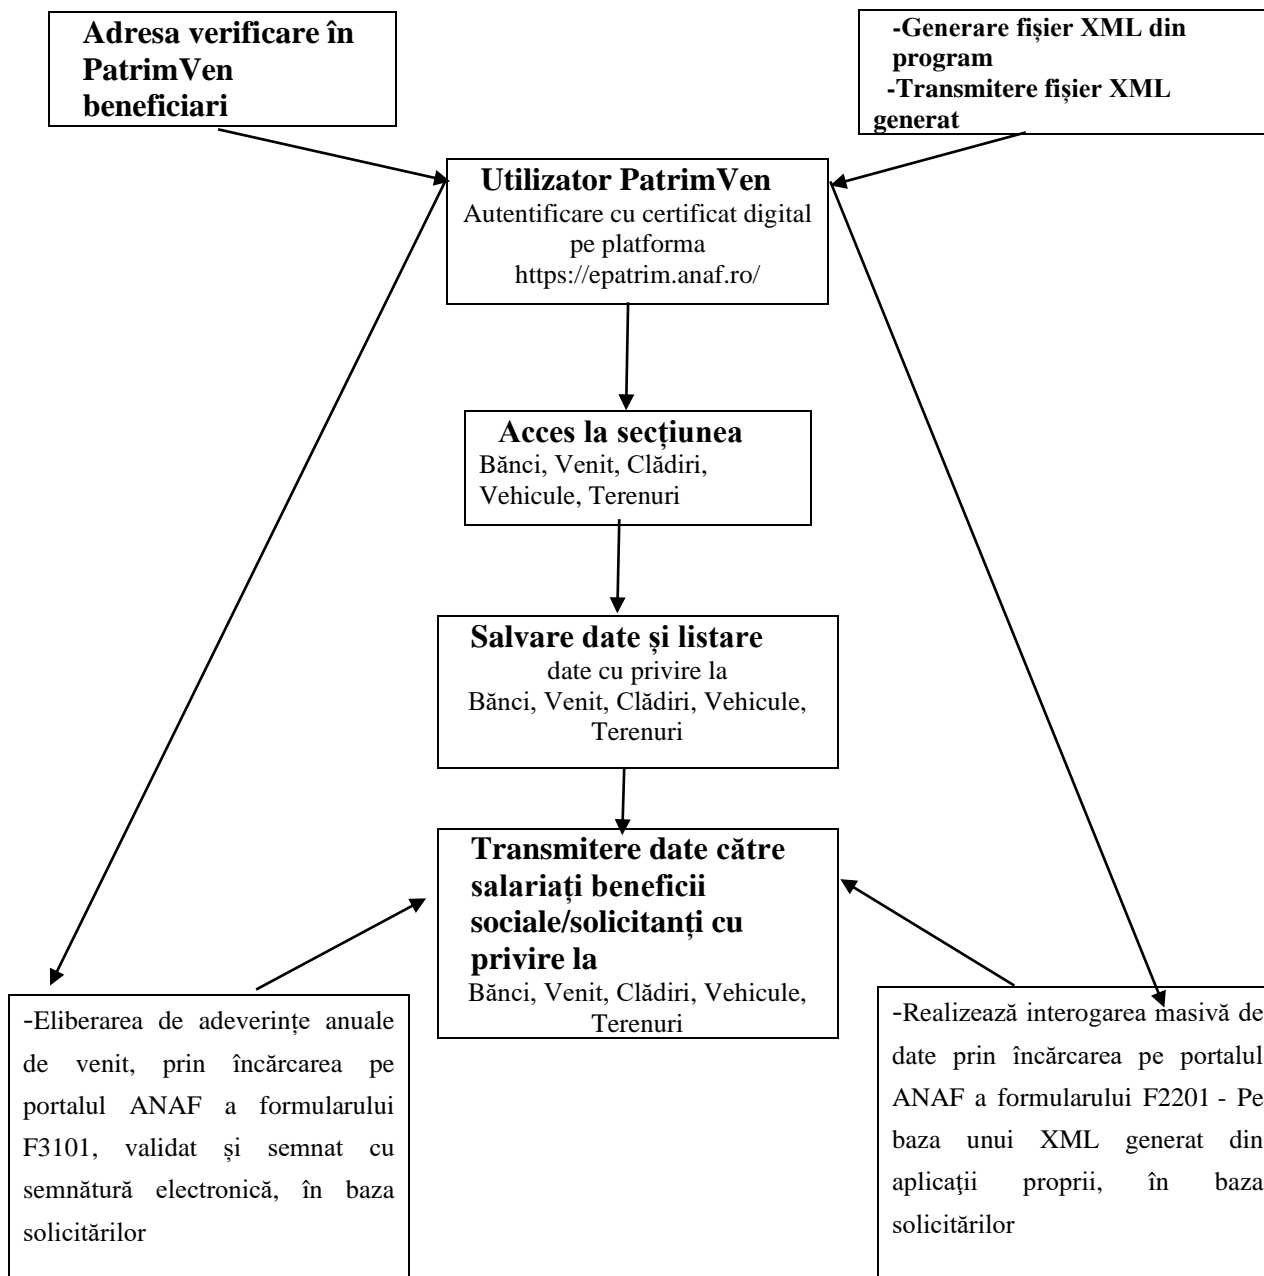 Adresa verificare în
PatrimVen
beneficiari
-Generare fișier XML din
program
-Transmitere fișier XML
generat
Utilizator PatrimVen
Autentificare cu certificat digital
pe platforma
https://epatrim.anaf.ro/
Acces la secțiunea
Bănci, Venit, Clădiri,
Vehicule, Terenuri
Salvare date și listare
date cu privire la
Bănci, Venit, Clădiri, Vehicule,
Terenuri
Transmitere date către
salariați beneficii
sociale/solicitanți cu
privire la
Bănci, Venit, Clădiri, Vehicule,
Terenuri
-Eliberarea de adeverințe anuale
de venit, prin încărcarea pe
portalul ANAF a formularului
F3101, validat și semnat cu
semnătură electronică, în baza
solicitărilor
-Realizează interogarea masivă de
date prin încărcarea pe portalul
ANAF a formularului F2201 - Pe
baza unui XML generat din
aplicaţii proprii, în baza
solicitărilor